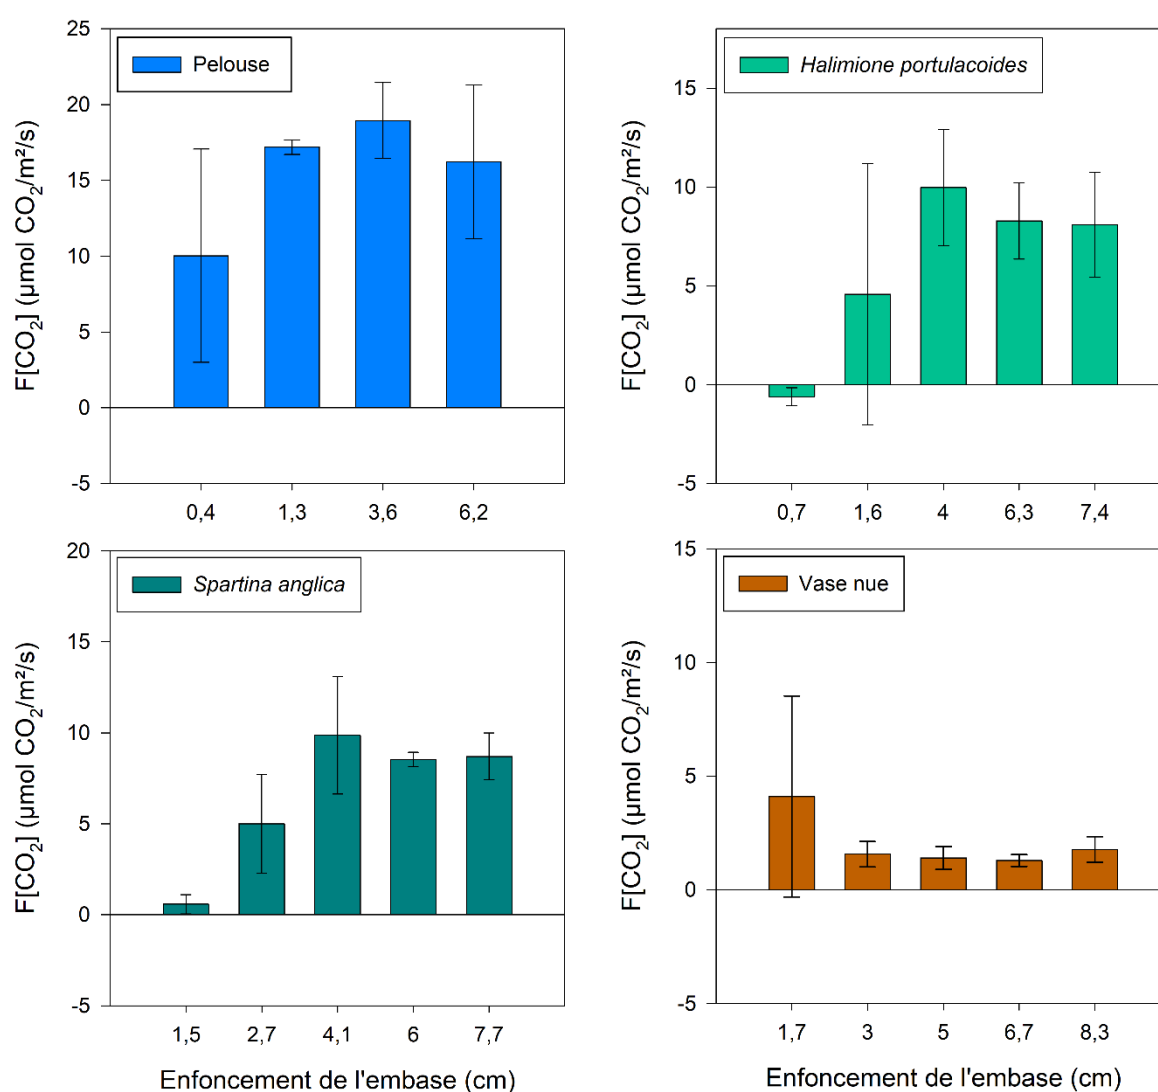 Pelouse
F[CO₂] (µmol CO₂/m²/s)
25
20
15
10
5
0
-5
0,4 1,3 3,6 6,2
Halimione portulacoides
F[CO₂] (µmol CO₂/m²/s)
15
10
5
0
-5
0,7 1,6 4 6,3 7,4
Spartina anglica
F[CO₂] (µmol CO₂/m²/s)
20
15
10
5
0
-5
1,5 2,7 4,1 6 7,7
Enfoncement de l'embase (cm)
Vase nue
F[CO₂] (µmol CO₂/m²/s)
15
10
5
0
-5
1,7 3 5 6,7 8,3
Enfoncement de l'embase (cm)